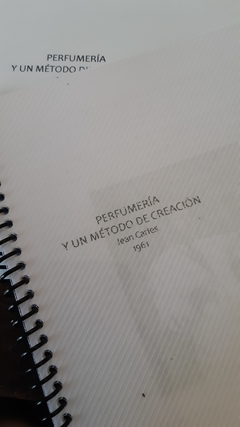 PERFUMERÍA
Y UN MÉTODO
PERFUMERÍA
Y UN MÉTODO DE CREACIÓN
Jean Carles
1961